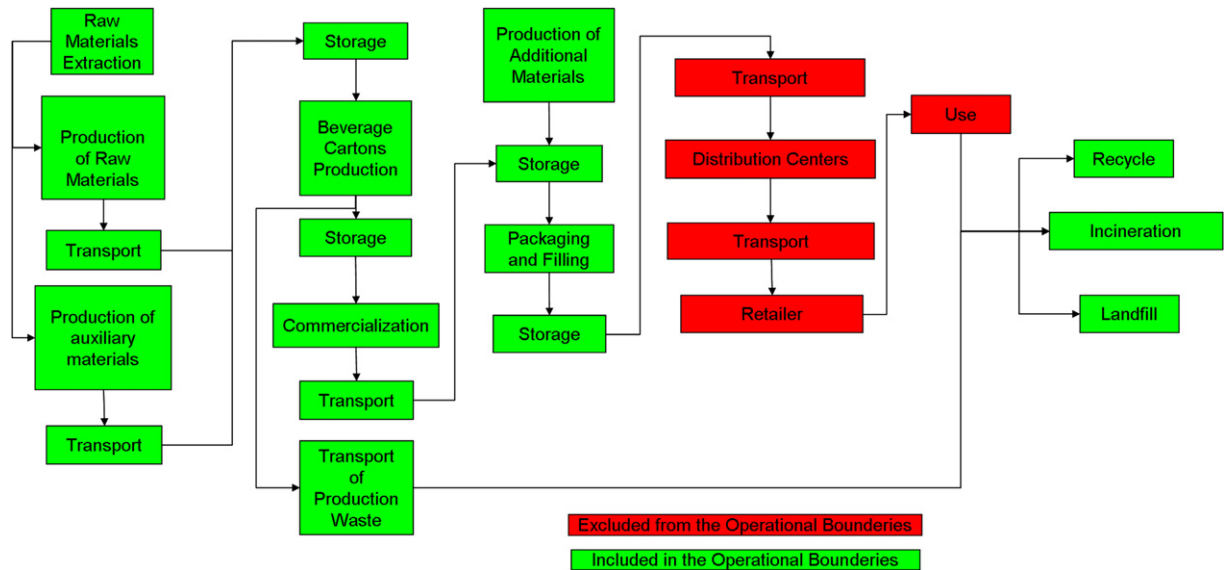 Raw
Materials
Extraction
Production
of Raw
Materials
Transport
Production of
auxiliary
materials
Transport
Storage
Beverage
Cartons
Production
Storage
Commercialization
Transport
Transport
of
Production
Waste
Production of
Additional
Materials
Storage
Packaging
and Filling
Storage
Transport
Distribution Centers
Transport
Retailer
Use
Recycle
Incineration
Landfill
Excluded from the Operational Bounderies
Included in the Operational Bounderies